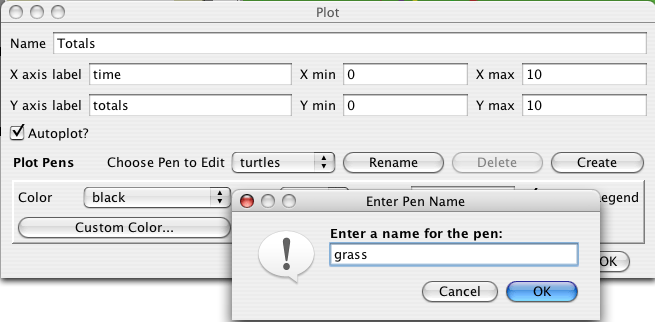 Plot
Name Totals
X axis label time X min 0 X max 10
Y axis label totals Y min 0 Y max 10
Autoplot?
Plot Pens Choose Pen to Edit turtles Rename Delete Create
Color black egend
Custom Color...
OK
Enter Pen Name
Enter a name for the pen:
grass
Cancel OK